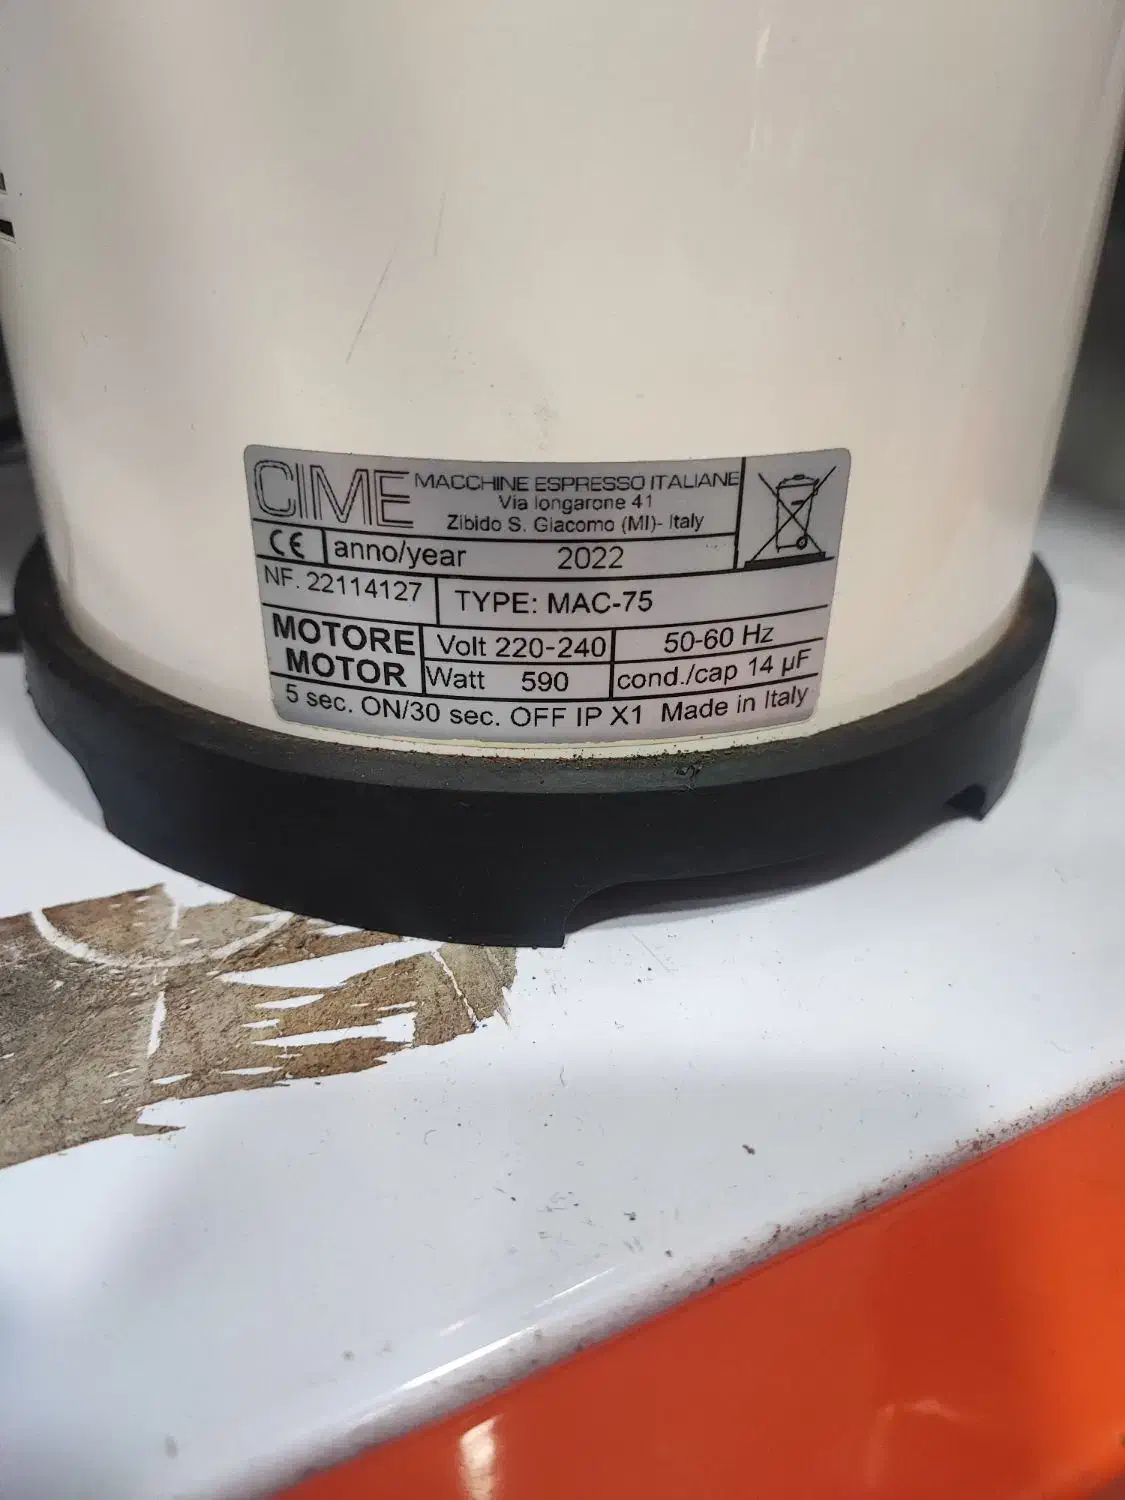 CIME MACCHINE ESPRESSO ITALIANE
Via longarone 41
Zibido S. Giacomo (MI)- Italy
CE anno/year 2022
NF. 22114127 TYPE: MAC-75
MOTORE Volt 220-240 50-60 Hz
MOTOR Watt 590 cond./cap 14 µF
5 sec. ON/30 sec. OFF IP X1 Made in Italy